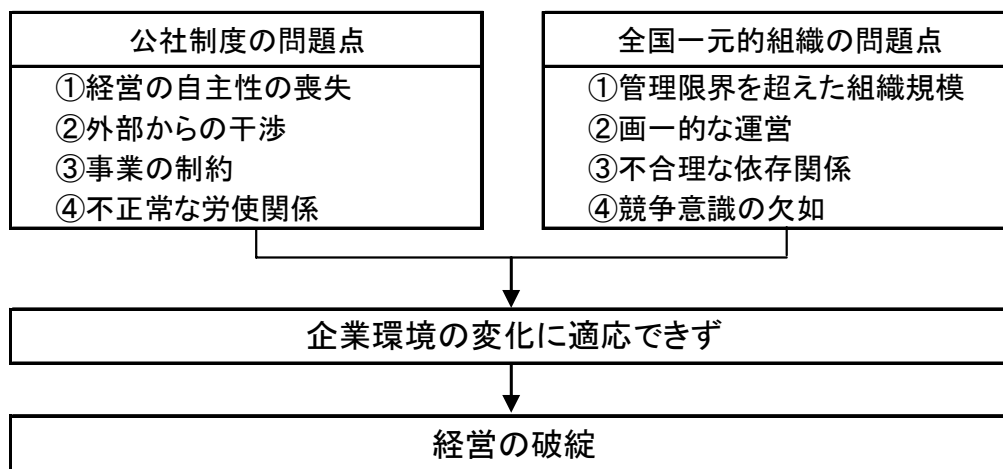 公社制度の問題点
①経営の自主性の喪失
②外部からの干渉
③事業の制約
④不正常な労使関係
全国一元的組織の問題点
①管理限界を超えた組織規模
②画一的な運営
③不合理な依存関係
④競争意識の欠如
企業環境の変化に適応できず
経営の破綻